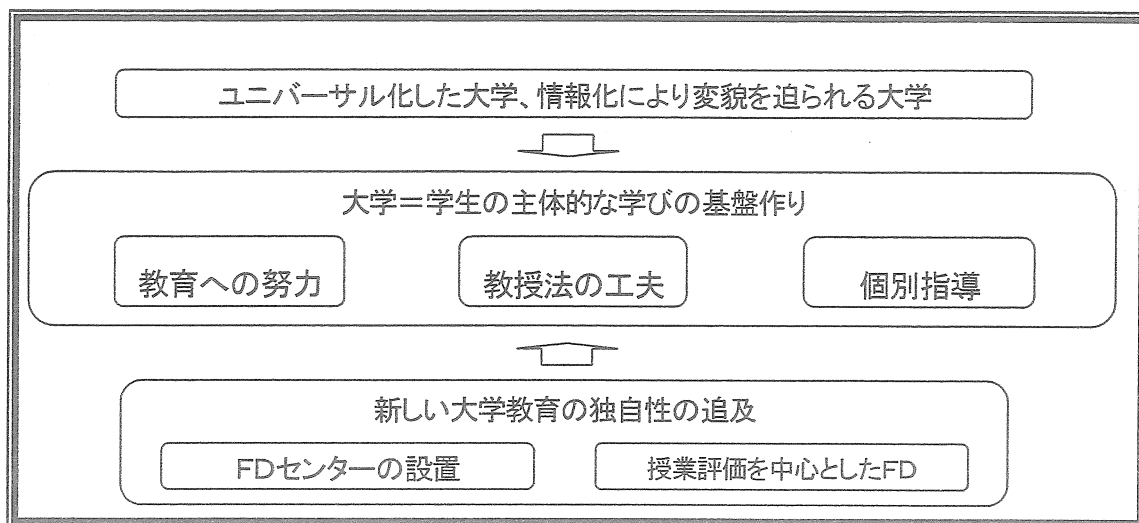 ユニバーサル化した大学、情報化により変貌を迫られる大学
大学＝学生の主体的な学びの基盤作り
教育への努力
教授法の工夫
個別指導
新しい大学教育の独自性の追及
FDセンターの設置
授業評価を中心としたFD